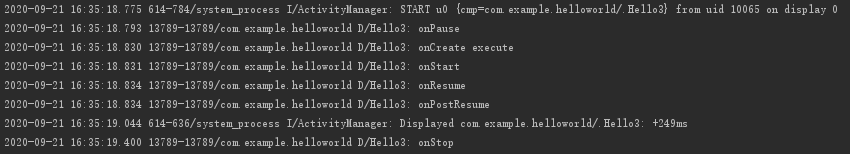 2020-09-21 16:35:18.775 614-784/system_process I/ActivityManager: START u0 {cmp=com.example.helloworld/.Hello3} from uid 10065 on display 0
2020-09-21 16:35:18.793 13789-13789/com.example.helloworld D/Hello3: onPause
2020-09-21 16:35:18.830 13789-13789/com.example.helloworld D/Hello3: onCreate execute
2020-09-21 16:35:18.831 13789-13789/com.example.helloworld D/Hello3: onStart
2020-09-21 16:35:18.834 13789-13789/com.example.helloworld D/Hello3: onResume
2020-09-21 16:35:18.834 13789-13789/com.example.helloworld D/Hello3: onPostResume
2020-09-21 16:35:19.044 614-636/system_process I/ActivityManager: Displayed com.example.helloworld/.Hello3: +249ms
2020-09-21 16:35:19.400 13789-13789/com.example.helloworld D/Hello3: onStop